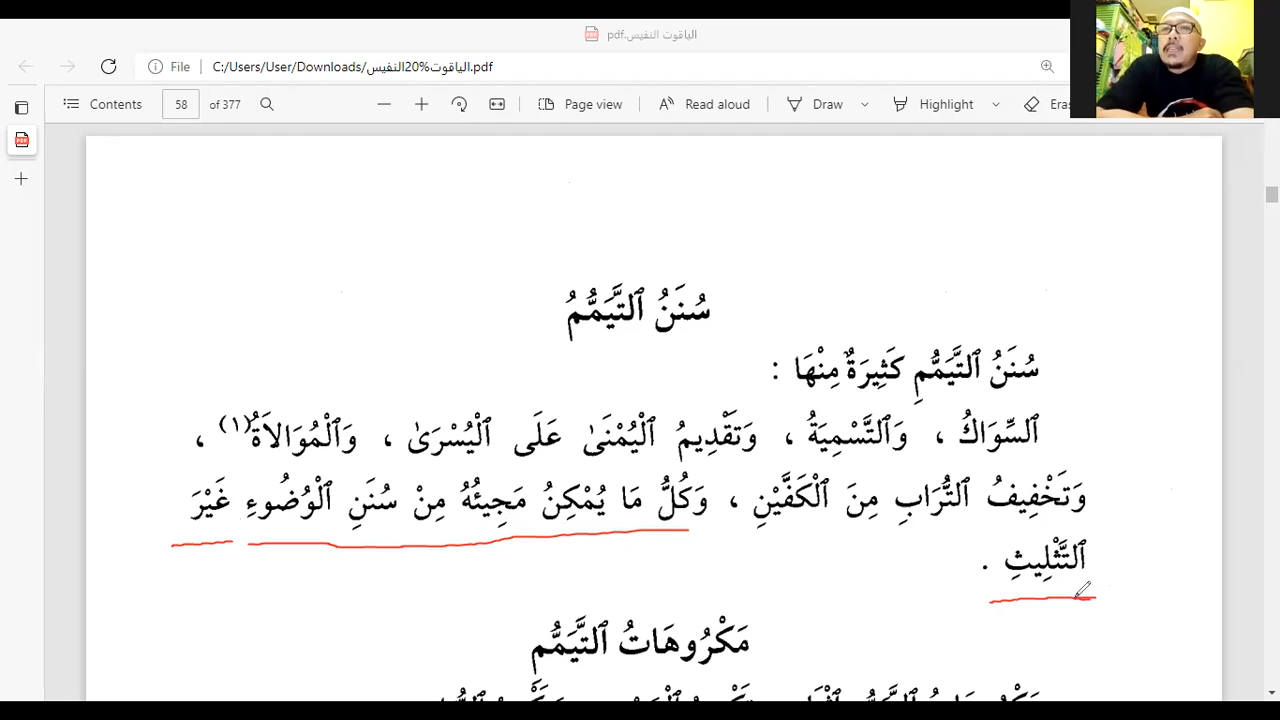 الياقوت النفيس.pdf
File C:/Users/User/Downloads/الياقوت%20النفيس.pdf
Contents 58 of 377 Page view Read aloud Draw Highlight
سُنَنُ ٱلتَّيَمُّمُ
سُنَنُ ٱلتَّيَمُّمِ كَثِيرَةٌ مِنْهَا :
ٱلسِّوَاكُ ، وَٱلتَّسْمِيَةُ ، وَتَقْدِيمُ ٱلْيُمْنَىٰ عَلَى ٱلْيُسْرَىٰ ، وَٱلْمُوَالاَةُ(١) ،
وَتَخْفِيفُ ٱلتُّرَابِ مِنَ ٱلْكَفَّيْنِ ، وَكُلُّ مَا يُمْكِنُ مَجِيئُهُ مِنْ سُنَنِ ٱلْوُضُوءِ غَيْرَ
ٱلتَّثْلِيثِ .
مَكْرُوهَاتُ ٱلتَّيَمُّمِ